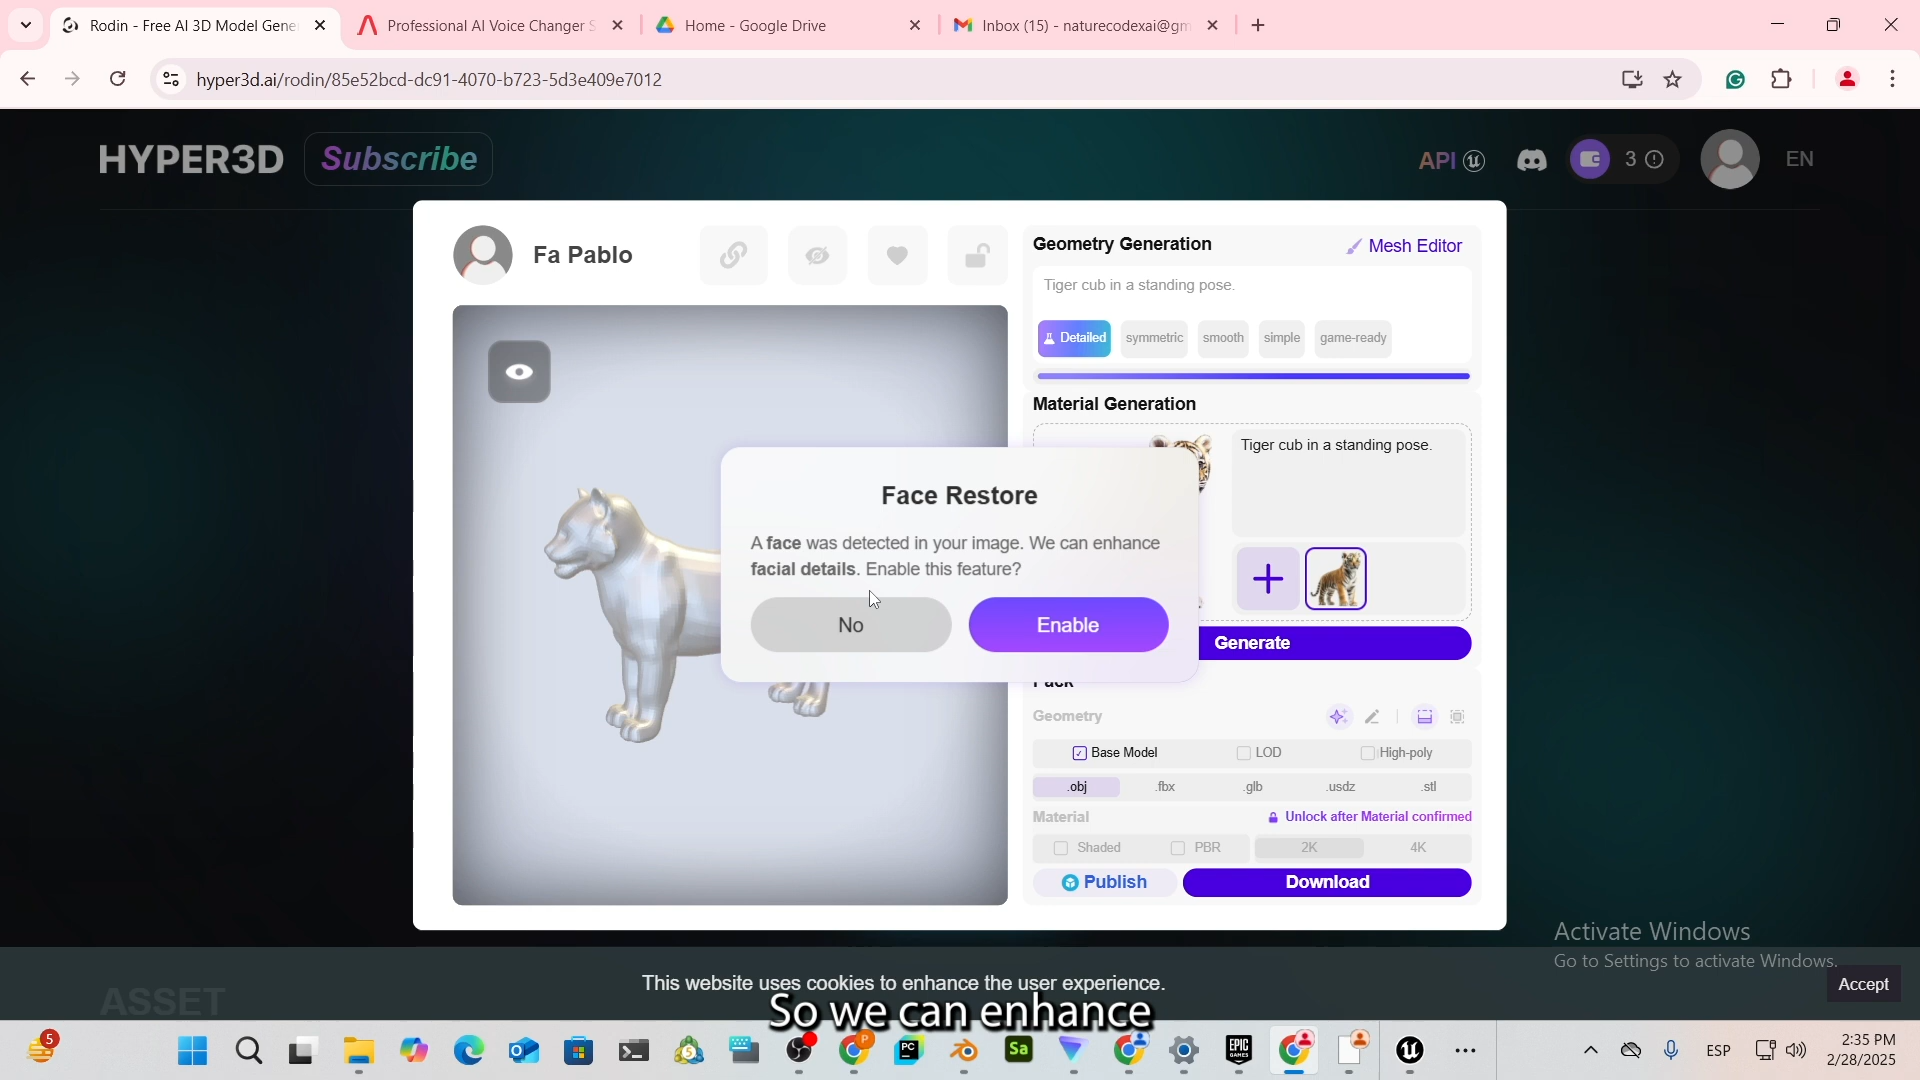 Rodin - Free AI 3D Model Gene
Professional AI Voice Changer S
Home - Google Drive
Inbox (15) - naturecodexai@gm
hyper3d.ai/rodin/85e52bcd-dc91-4070-b723-5d3e409e7012
HYPER3D
Subscribe
API
3
EN
Fa Pablo
Geometry Generation
Mesh Editor
Tiger cub in a standing pose.
Detailed
symmetric
smooth
simple
game-ready
Material Generation
Tiger cub in a standing pose.
Face Restore
A face was detected in your image. We can enhance
facial details. Enable this feature?
No
Enable
Generate
Pack
Geometry
Base Model
LOD
High-poly
.obj
.fbx
.glb
.usdz
.stl
Material
Unlock after Material confirmed
Shaded
PBR
2K
4K
Publish
Download
Activate Windows
Go to Settings to activate Windows.
This website uses cookies to enhance the user experience.
Accept
ASSET
So we can enhance
5
PC
Sa
EPIC
GAMES
ESP
2:35 PM
2/28/2025